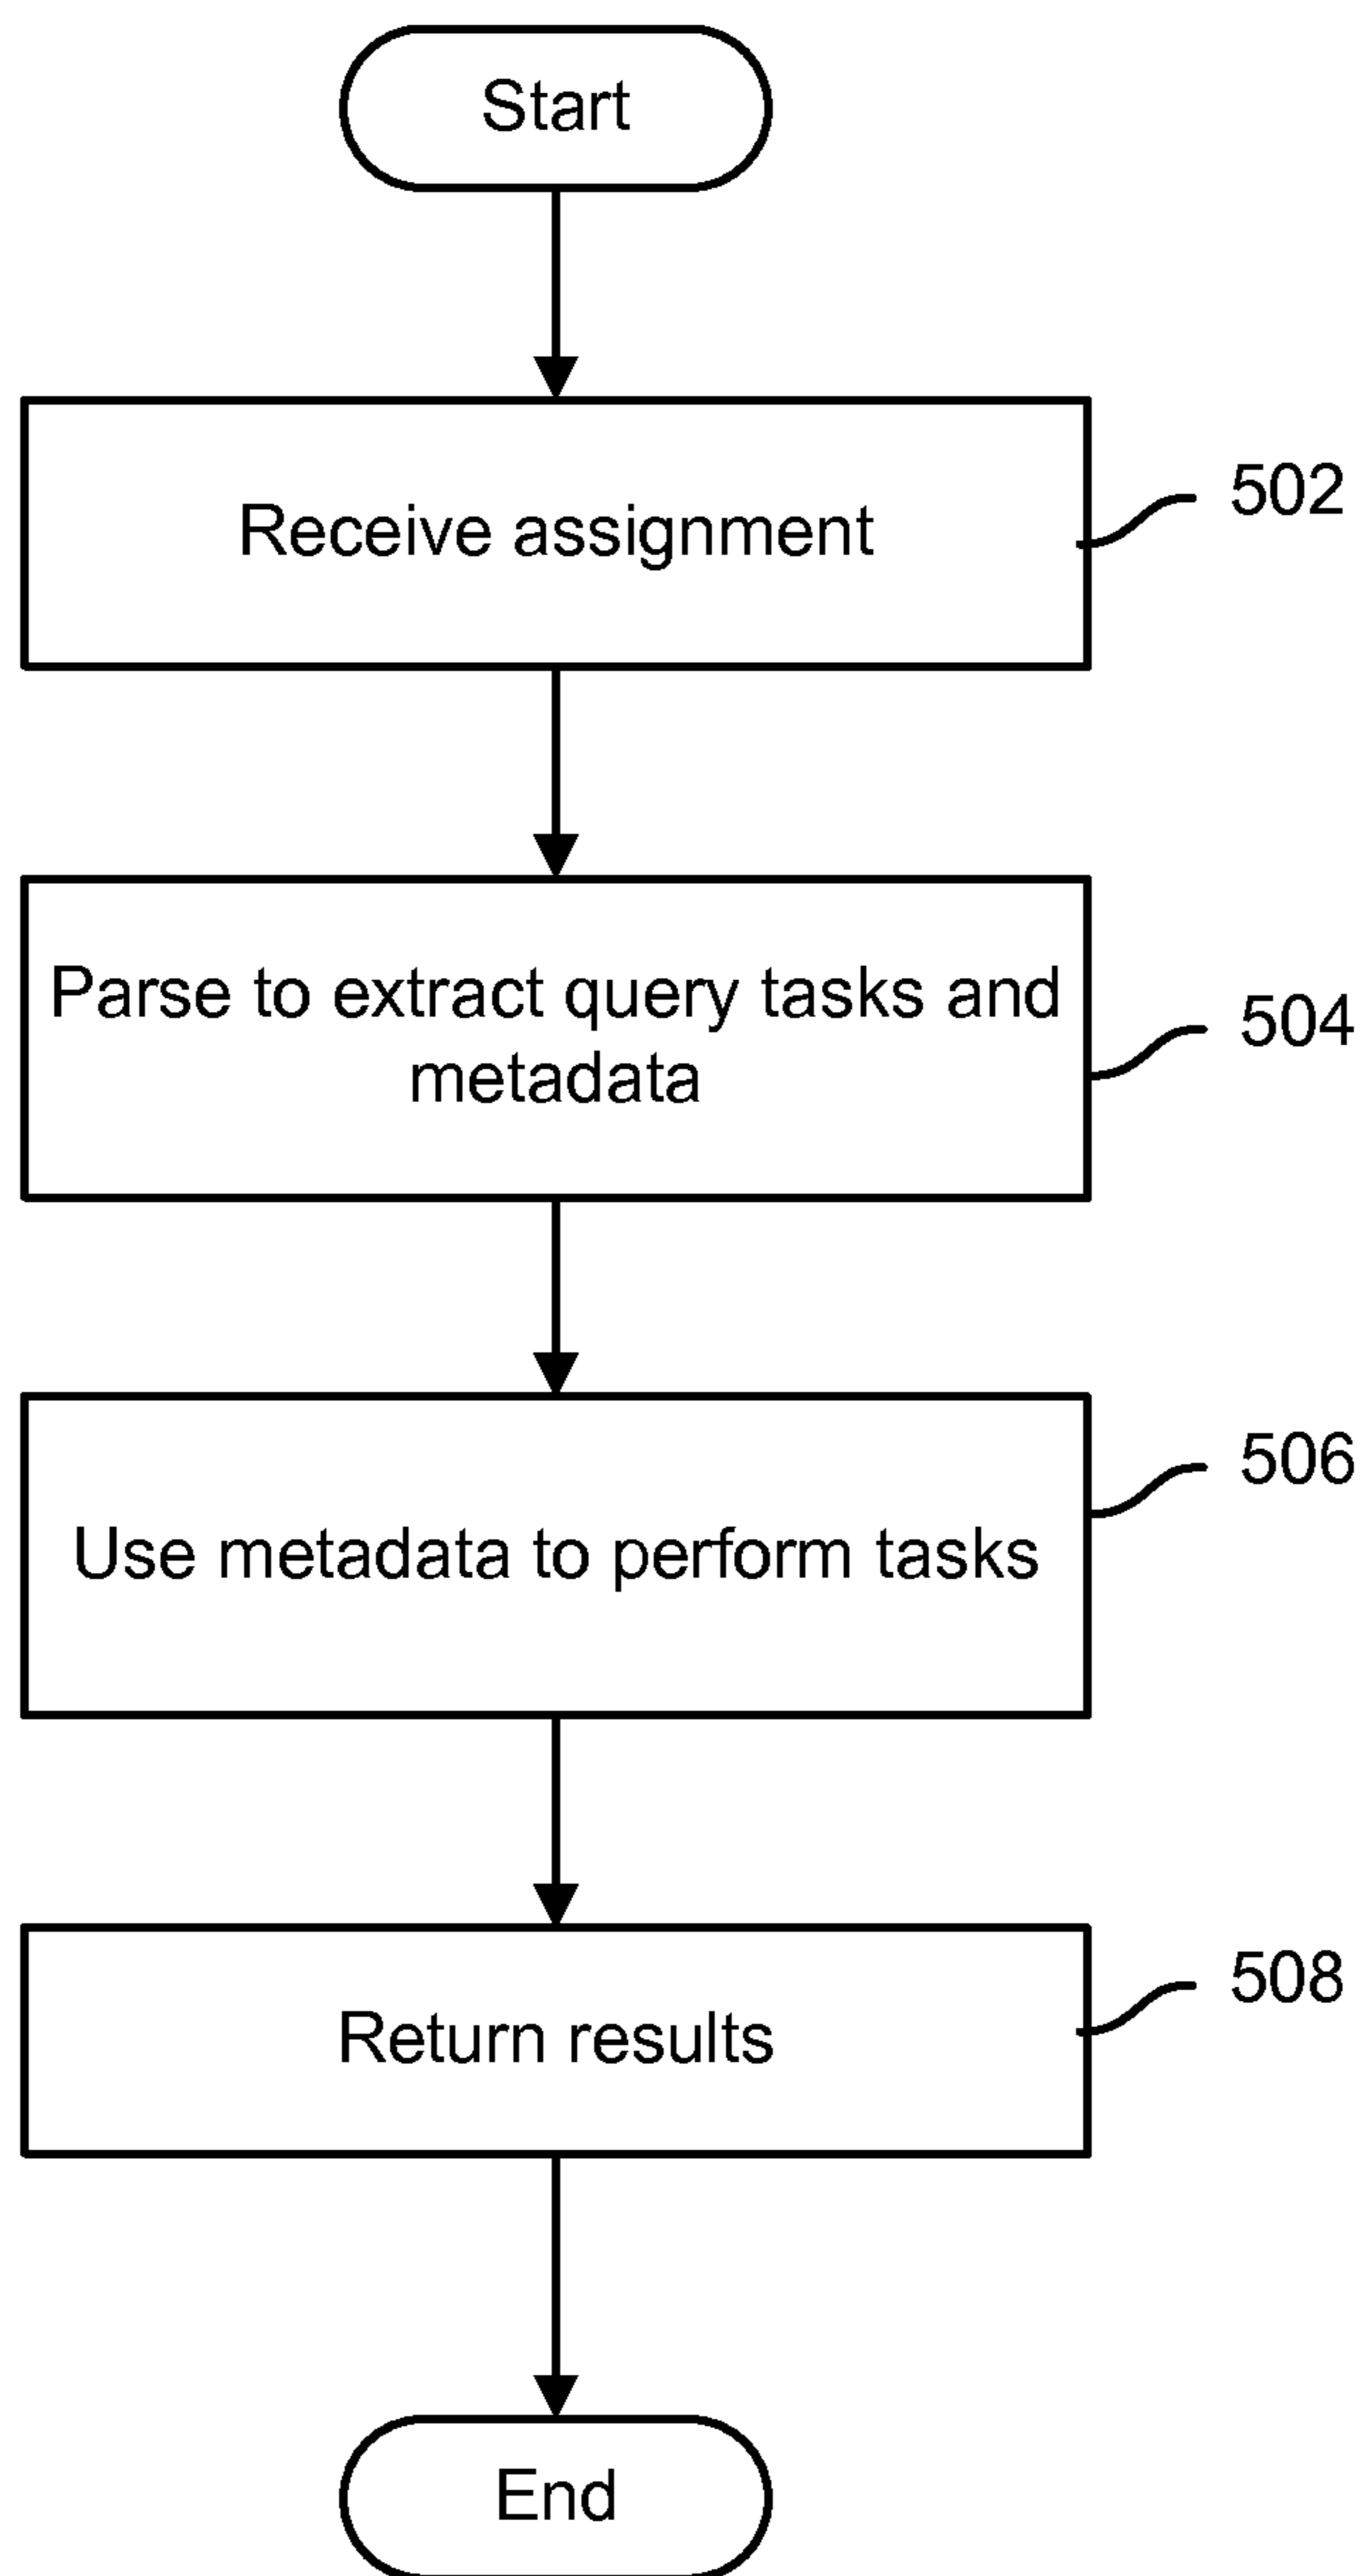 Start
Receive assignment
502
Parse to extract query tasks and
metadata
504
506
Use metadata to perform tasks
508
Return results
End